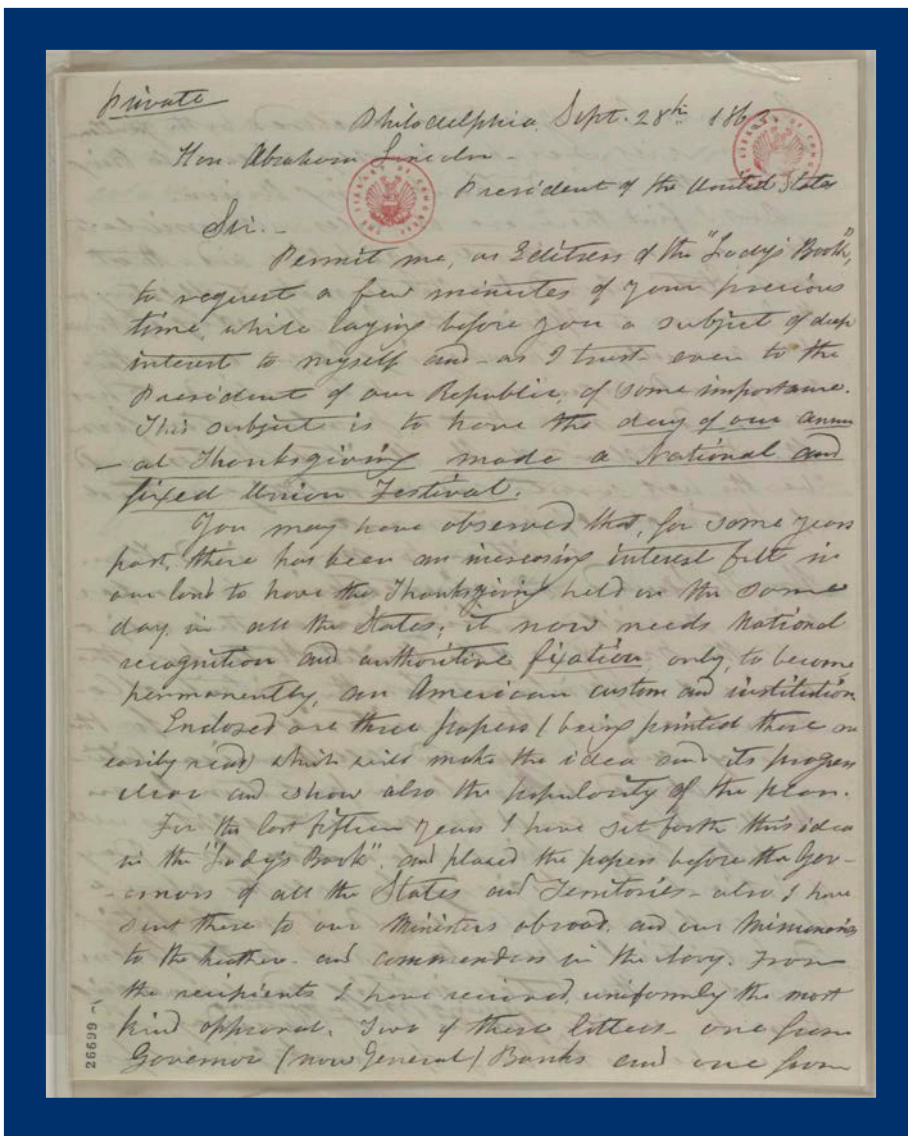 Private
Philadelphia, Sept. 28th 1863.
Hon. Abraham Lincoln -
President of the United States
Sir. -
Permit me, as Editress of the "Lady's Book",
to request a few minutes of your precious
time, while laying before you a subject of deep
interest to myself and - as I trust - even to the
President of our Republic, of some importance.
This subject is to have the day of our annu
- al Thanksgiving made a National and
fixed Union Festival.
You may have observed that, for some years
past, there has been an increasing interest felt in
our land to have the Thanksgiving held on the same
day, in all the States; it now needs National
recognition and authoritive fixation, only, to become
permanently, an American custom and institution.
Enclosed are three papers (being printed these are
easily read) which will make the idea and its progress
clear and show also the popularity of the plan.
For the last fifteen years I have set forth this idea
in the "Lady's Book", and placed the papers before the Gov-
-ernors of all the States and Territories - also I have
sent these to our Ministers abroad, and our Missionaries
to the heathen - and commanders in the Navy. From
the recipients I have received, uniformly the most
kind approval. Two of these letters - one from
Governor (now General) Banks and one from
26699
THE LIBRARY OF CONGRESS